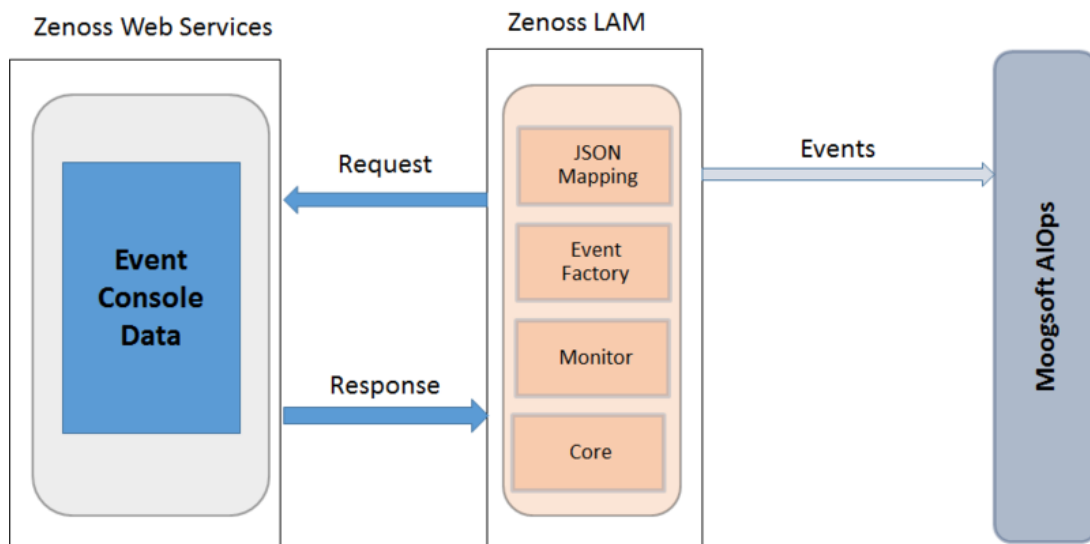 Zenoss Web Services
Zenoss LAM
Event
Console
Data
Request
Response
JSON
Mapping
Event
Factory
Monitor
Core
Events
Moogsoft AIOps